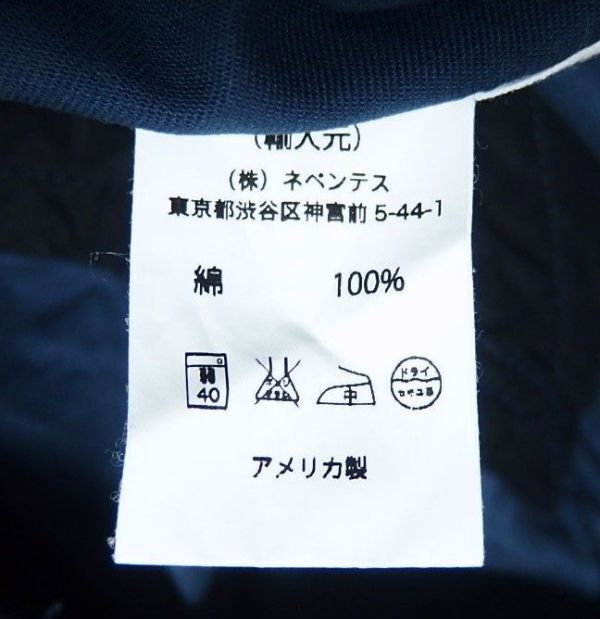 （輸入元）
（株）ネペンテス
東京都渋谷区神宮前 5-44-1
綿 100%
40 中 ドライ
アメリカ製